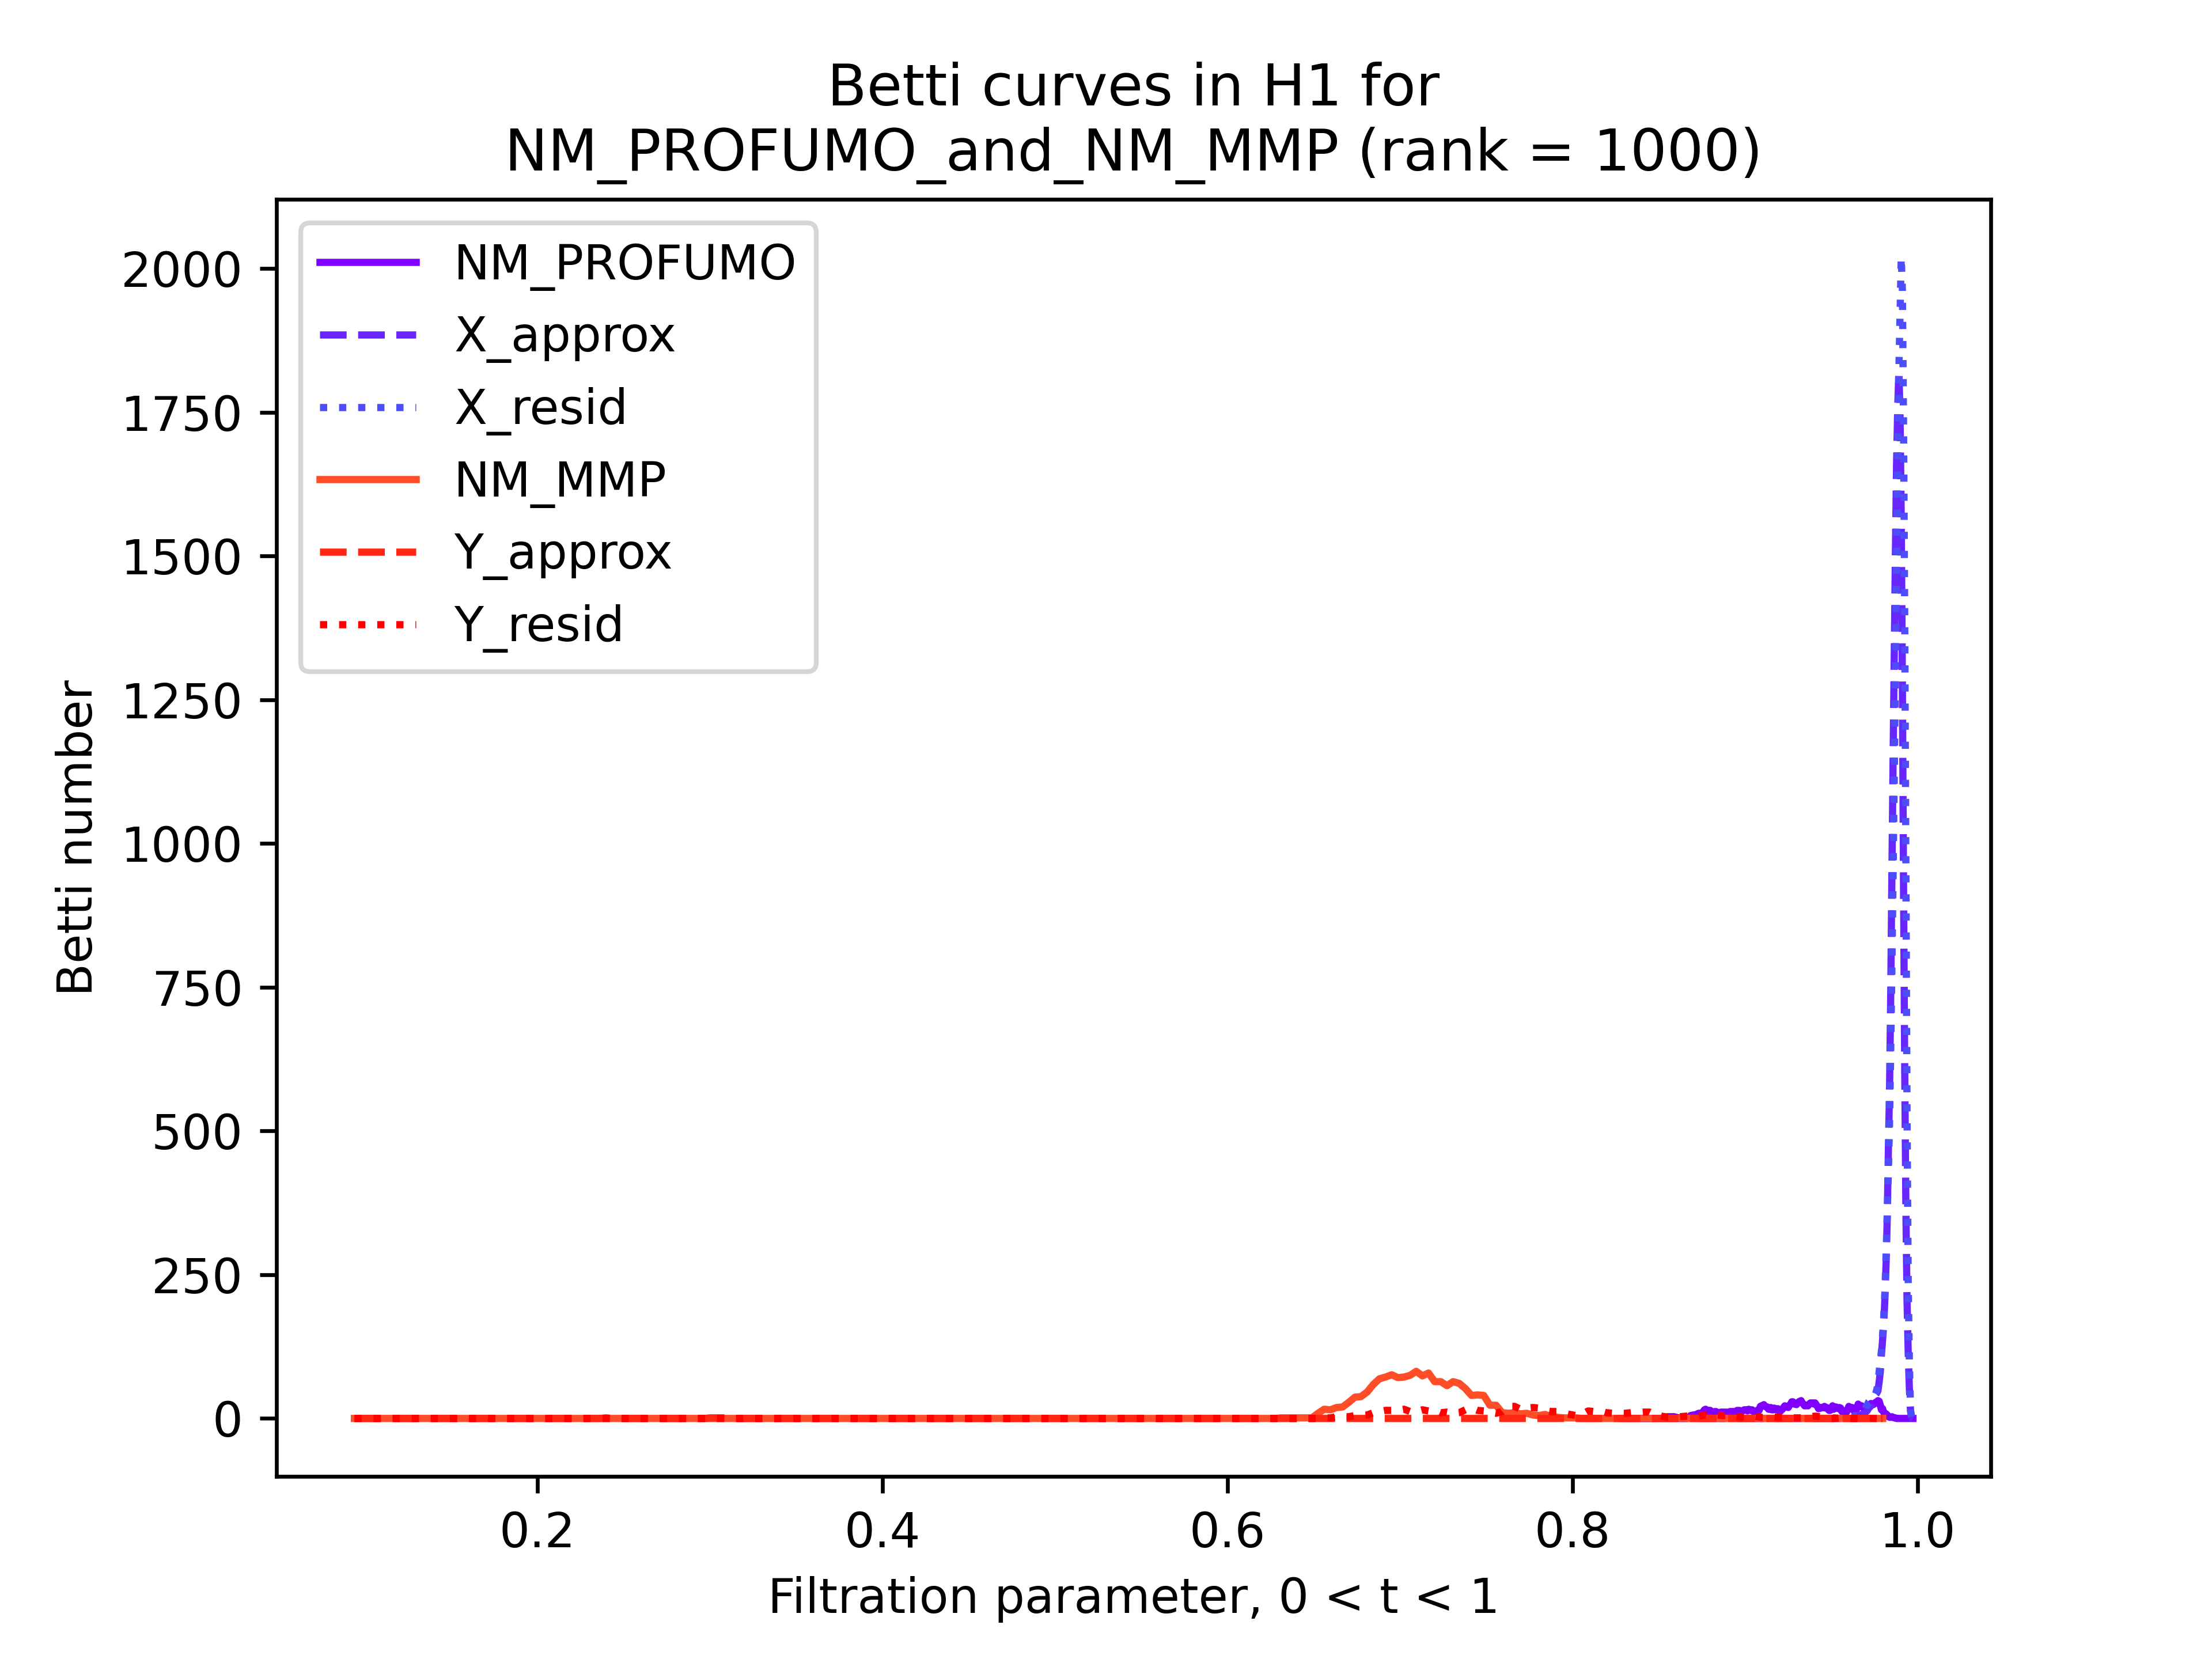 Betti curves in H1 for
NM_PROFUMO_and_NM_MMP (rank = 1000)
NM_PROFUMO
X_approx
X_resid
NM_MMP
Y_approx
Y_resid
Betti number
2000
1750
1500
1250
1000
750
500
250
0
0.2 0.4 0.6 0.8 1.0
Filtration parameter, 0 < t < 1